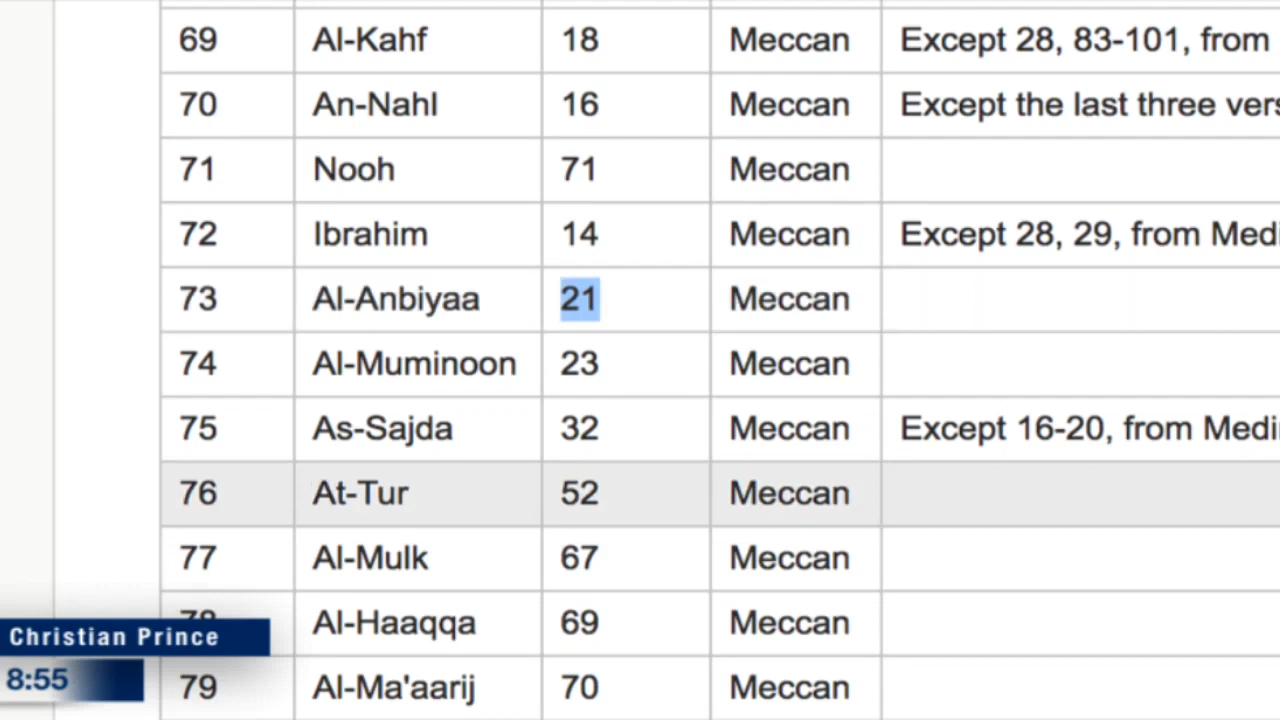 69 Al-Kahf 18 Meccan Except 28, 83-101, from
70 An-Nahl 16 Meccan Except the last three vers
71 Nooh 71 Meccan
72 Ibrahim 14 Meccan Except 28, 29, from Medi
73 Al-Anbiyaa 21 Meccan
74 Al-Muminoon 23 Meccan
75 As-Sajda 32 Meccan Except 16-20, from Medi
76 At-Tur 52 Meccan
77 Al-Mulk 67 Meccan
Al-Haaqqa 69 Meccan
Christian Prince
8:55
79 Al-Ma'aarij 70 Meccan